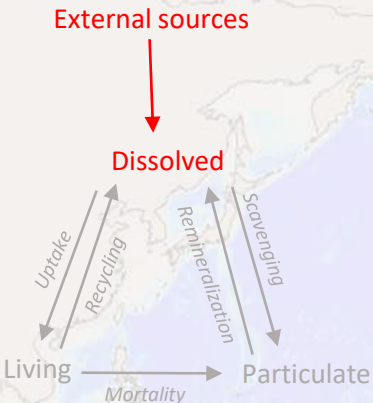 External sources
Dissolved
Uptake
Recycling
Remineralization
Scavenging
Living
Particulate
Mortality